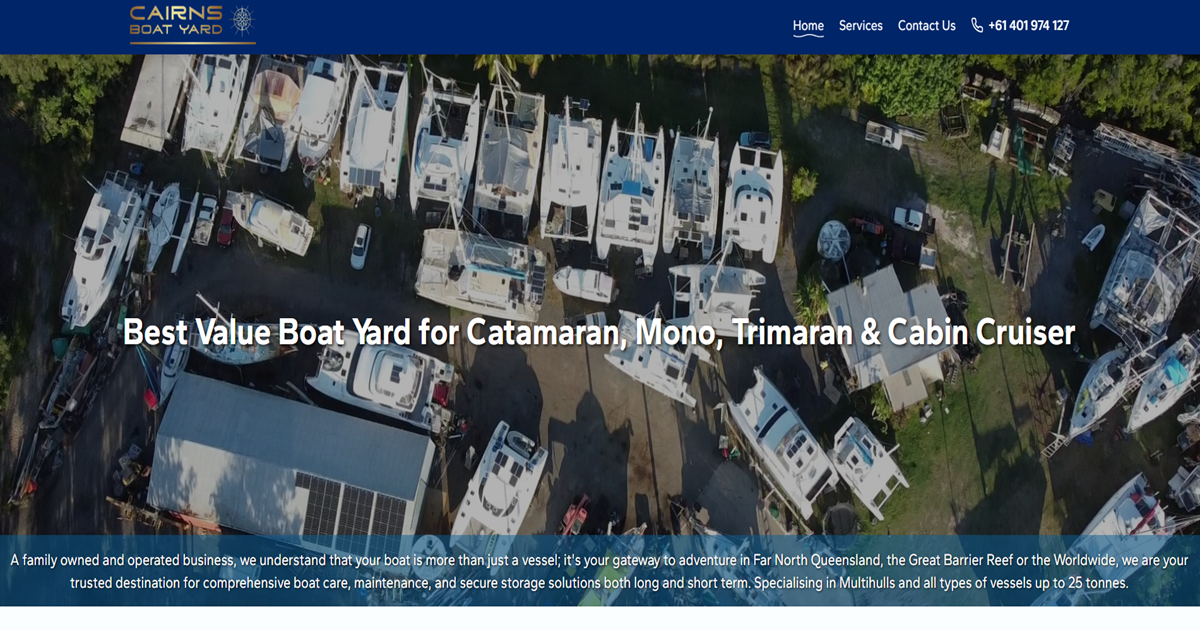 CAIRNS
BOAT YARD
Home Services Contact Us +61 401 974 127
Best Value Boat Yard for Catamaran, Mono, Trimaran & Cabin Cruiser
A family owned and operated business, we understand that your boat is more than just a vessel; it's your gateway to adventure in Far North Queensland, the Great Barrier Reef or the Worldwide, we are your
trusted destination for comprehensive boat care, maintenance, and secure storage solutions both long and short term. Specialising in Multihulls and all types of vessels up to 25 tonnes.